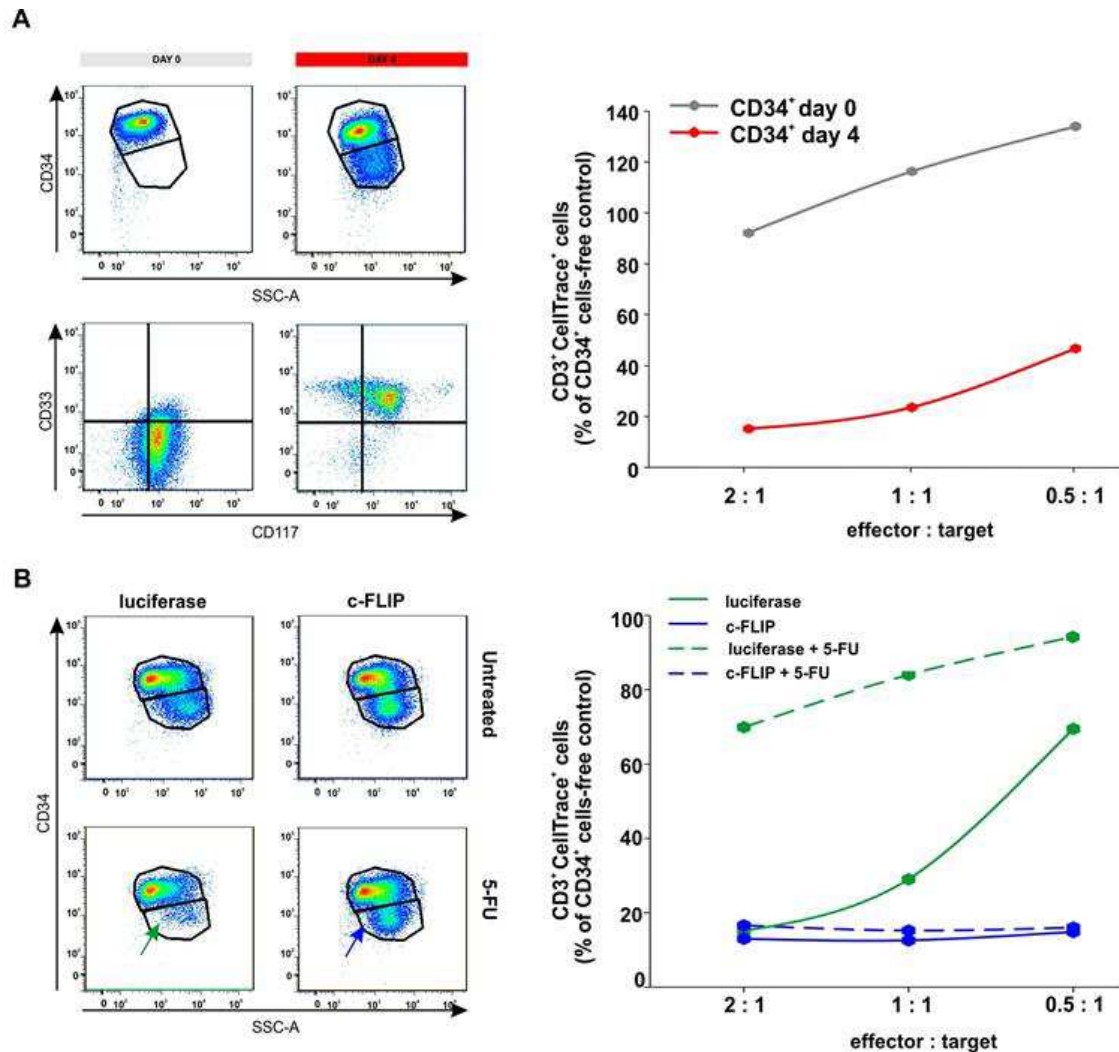 A
DAY 0
DAY 4
CD34
SSC-A
CD33
CD117
CD34⁺ day 0
CD34⁺ day 4
CD3⁺ CellTrace⁺ cells
(% of CD34⁺ cells-free control)
140
120
100
80
60
40
20
0
2 : 1
1 : 1
0.5 : 1
effector : target
B
luciferase
c-FLIP
Untreated
5-FU
CD34
SSC-A
luciferase
c-FLIP
luciferase + 5-FU
c-FLIP + 5-FU
CD3⁺ CellTrace⁺ cells
(% of CD34⁺ cells-free control)
100
80
60
40
20
0
2 : 1
1 : 1
0.5 : 1
effector : target